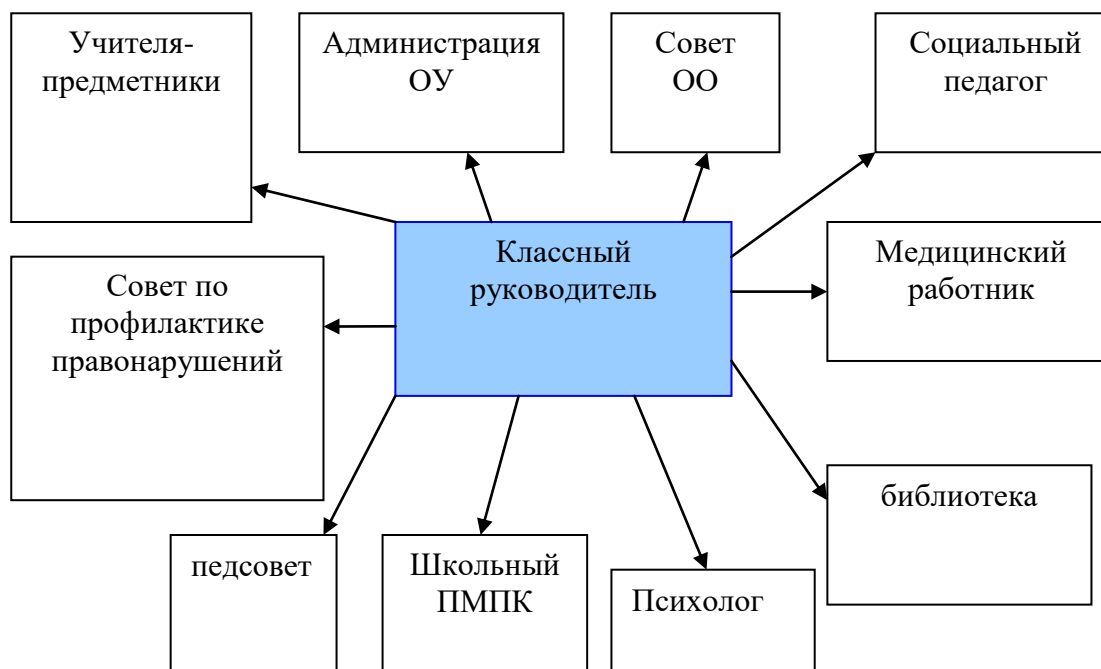 Учителя-
предметники
Администрация
ОУ
Совет
ОО
Социальный
педагог
Классный
руководитель
Медицинский
работник
Совет по
профилактике
правонарушений
библиотека
педсовет
Школьный
ПМПК
Психолог